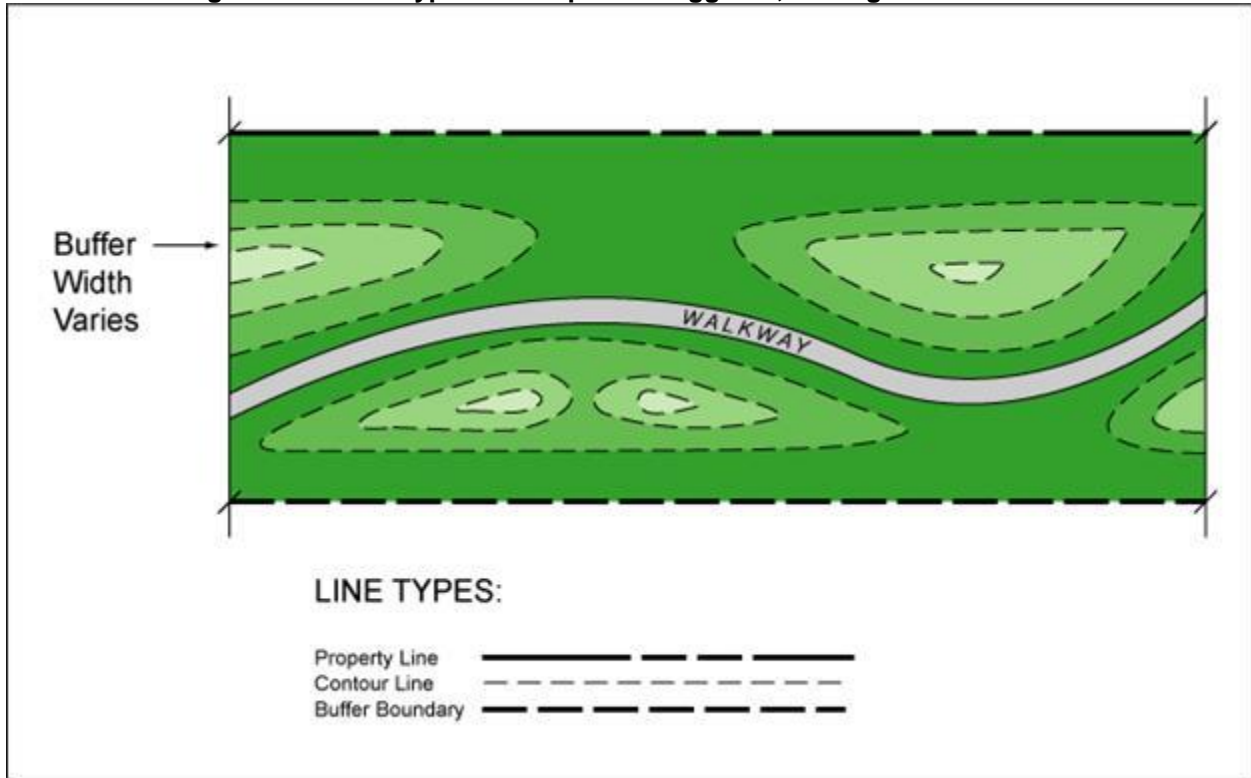 Buffer
Width
Varies
WALKWAY
LINE TYPES:
Property Line
Contour Line
Buffer Boundary